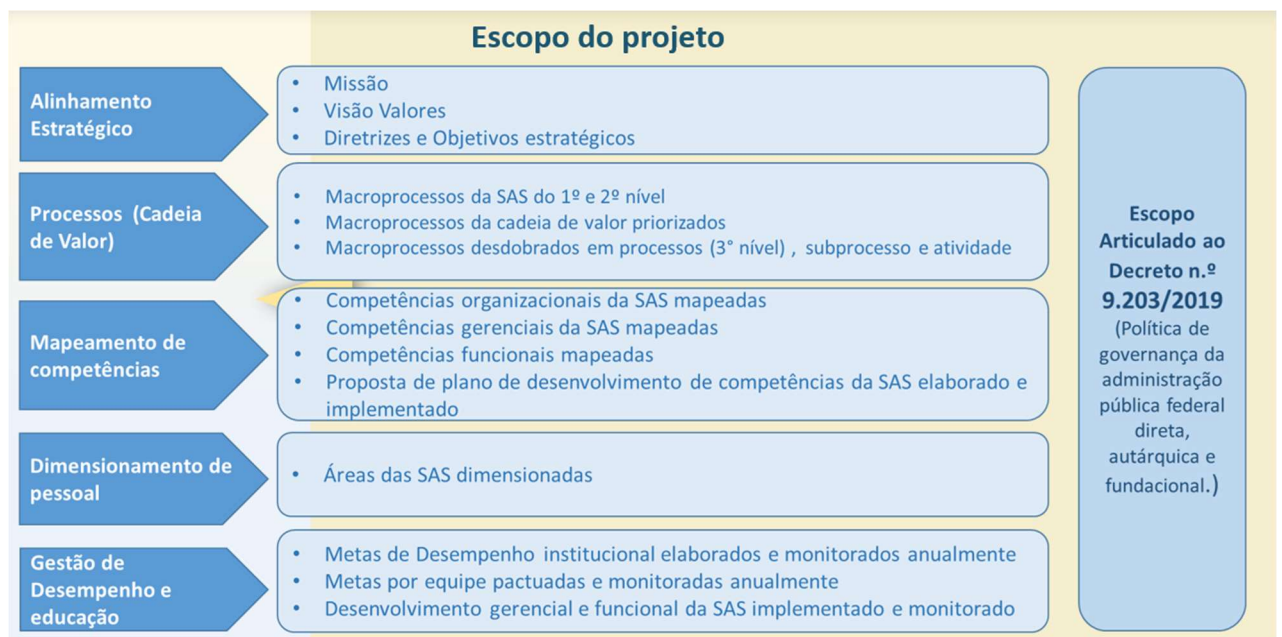 Escopo do projeto
Alinhamento
Estratégico
• Missão
• Visão Valores
• Diretrizes e Objetivos estratégicos
Processos (Cadeia
de Valor)
• Macroprocessos da SAS do 1º e 2º nível
• Macroprocessos da cadeia de valor priorizados
• Macroprocessos desdobrados em processos (3° nível) , subprocesso e atividade
Mapeamento de
competências
• Competências organizacionais da SAS mapeadas
• Competências gerenciais da SAS mapeadas
• Competências funcionais mapeadas
• Proposta de plano de desenvolvimento de competências da SAS elaborado e
implementado
Dimensionamento de
pessoal
• Áreas das SAS dimensionadas
Gestão de
Desempenho e
educação
• Metas de Desempenho institucional elaborados e monitorados anualmente
• Metas por equipe pactuadas e monitoradas anualmente
• Desenvolvimento gerencial e funcional da SAS implementado e monitorado
Escopo
Articulado ao
Decreto n.º
9.203/2019
(Política de
governança da
administração
pública federal
direta,
autárquica e
fundacional.)